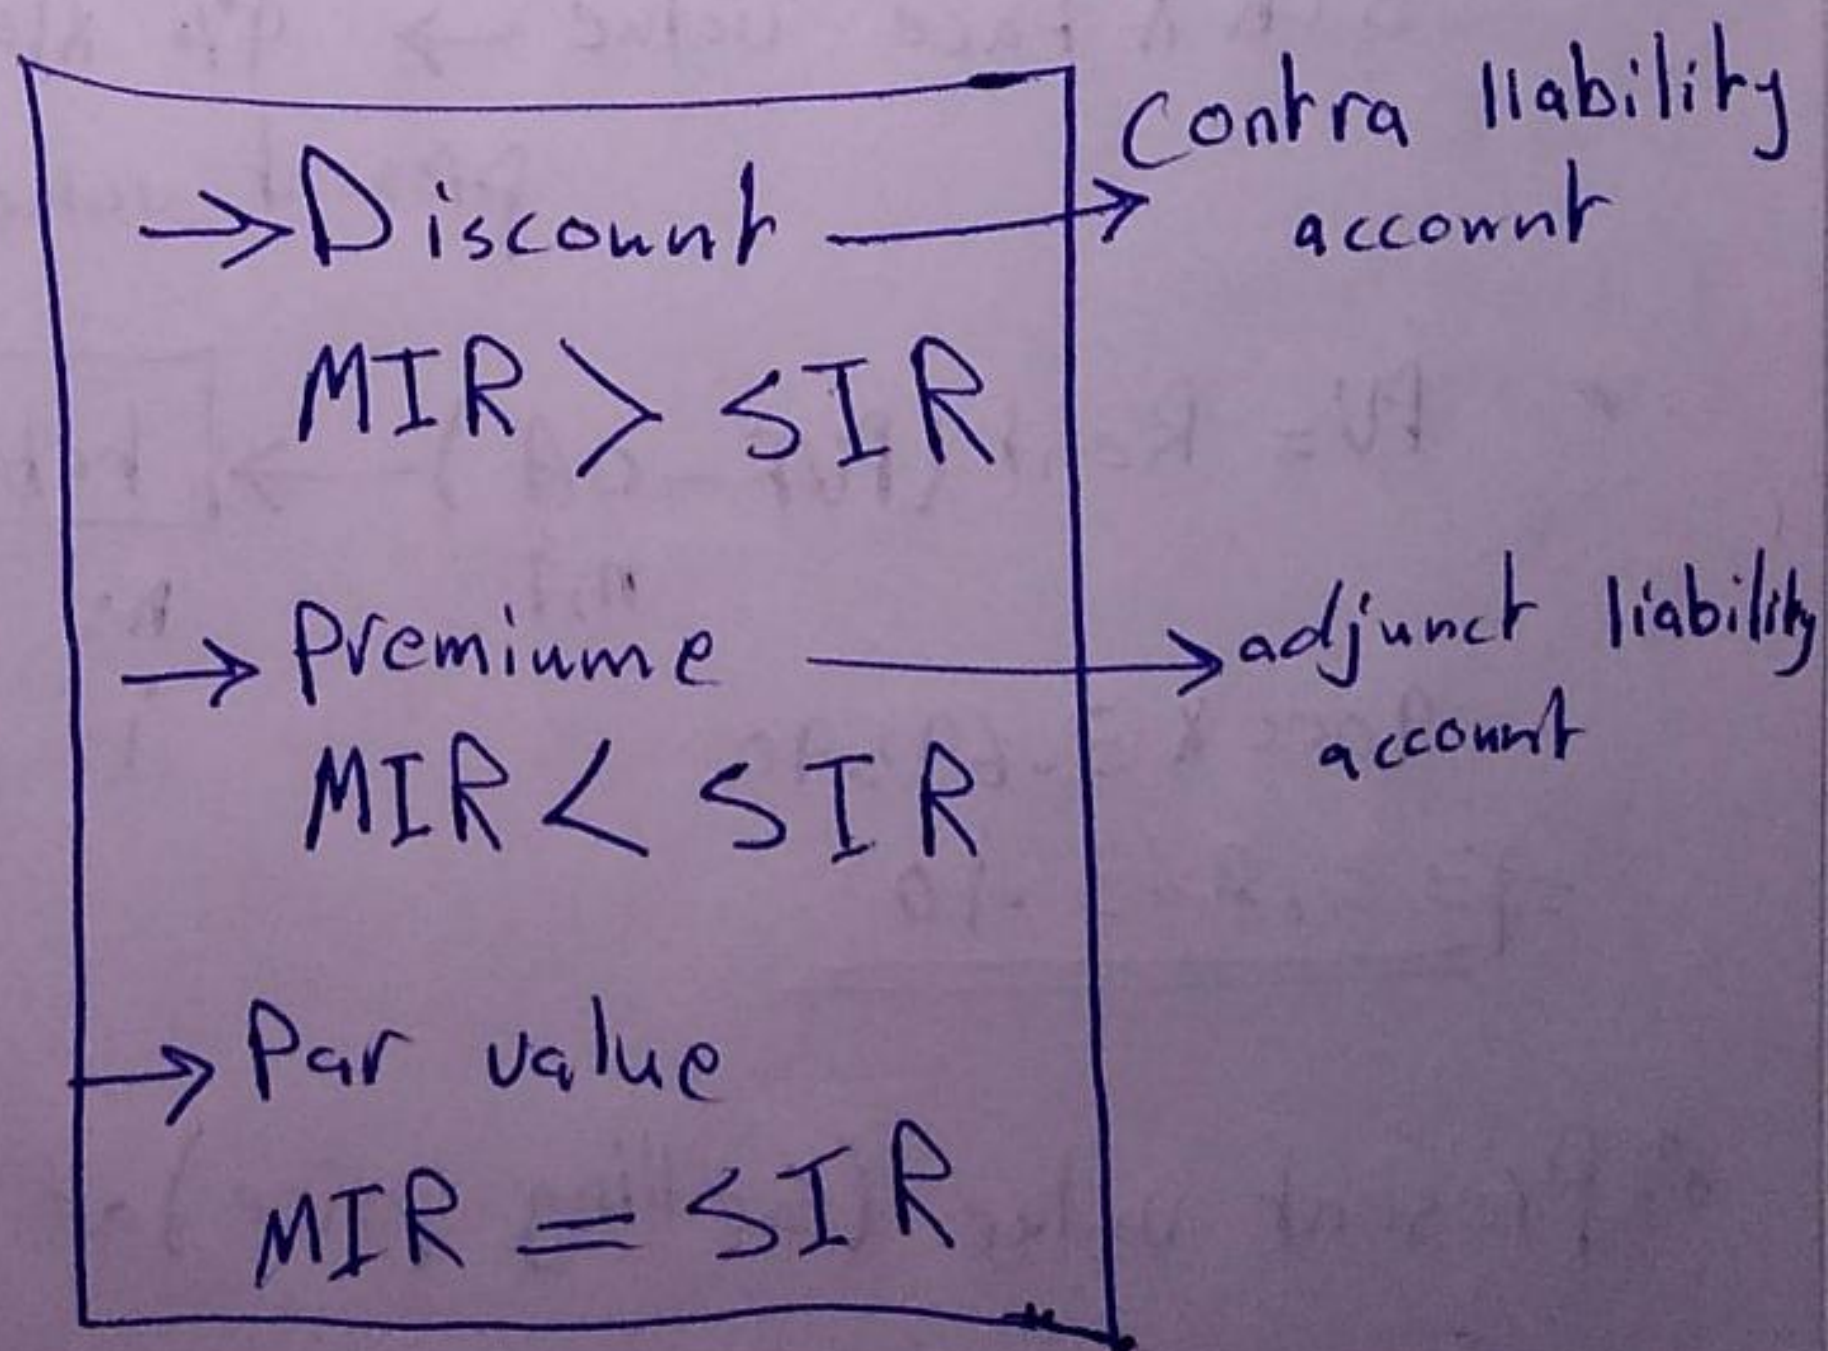 → Discount → Contra liability
account
MIR > SIR
→ Premiume → adjunct liability
account
MIR < SIR
→ Par value
MIR = SIR